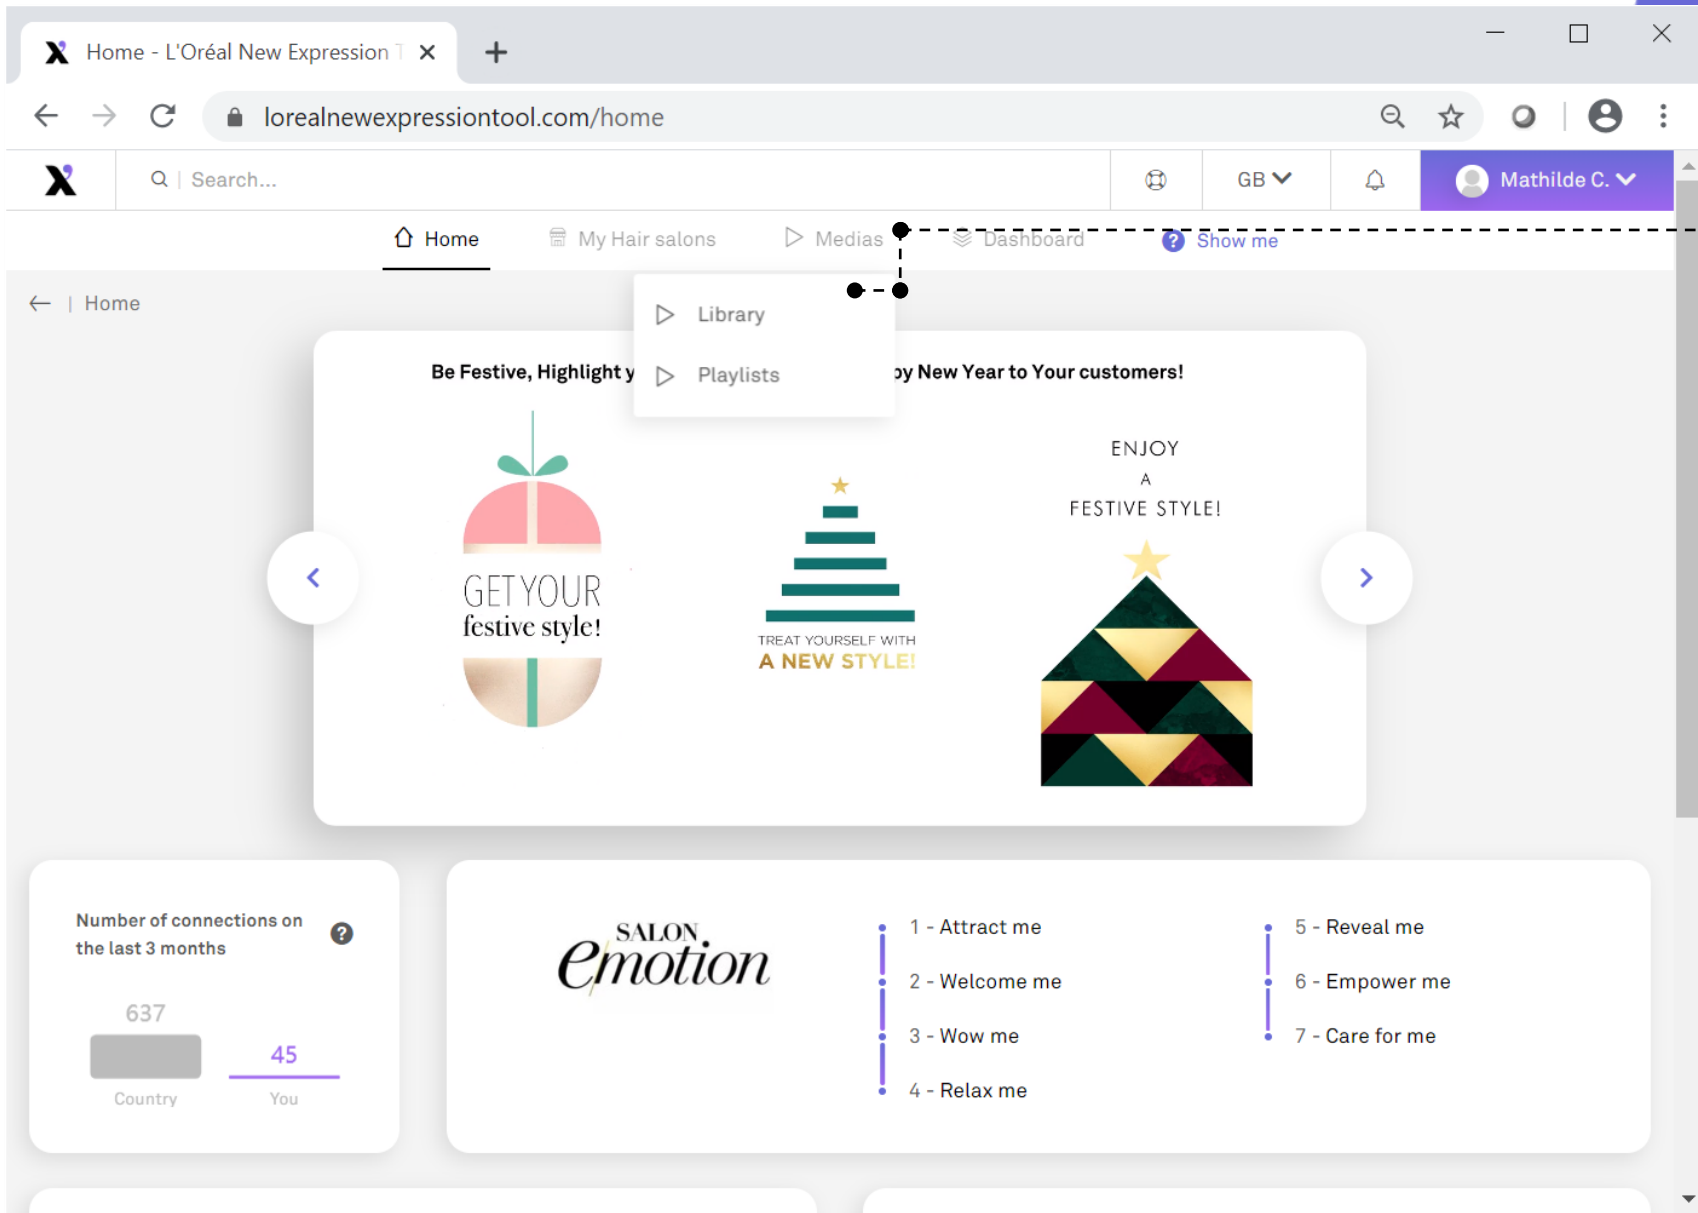 Home - L'Oréal New Expression T
lorealnewexpressiontool.com/home
Search...
GB
Mathilde C.
Home
My Hair salons
Medias
Dashboard
? Show me
| Home
Library
Playlists
Be Festive, Highlight y
by New Year to Your customers!
GET YOUR
festive style!
TREAT YOURSELF WITH
A NEW STYLE!
ENJOY
A
FESTIVE STYLE!
Number of connections on
the last 3 months
?
637
Country
45
You
SALON
emotion
1 - Attract me
2 - Welcome me
3 - Wow me
4 - Relax me
5 - Reveal me
6 - Empower me
7 - Care for me